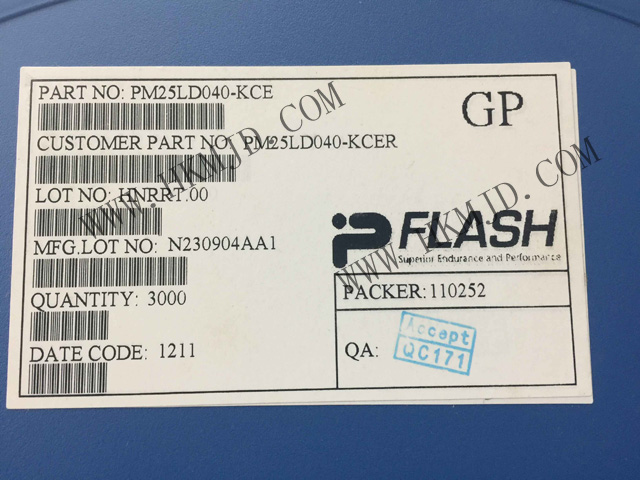 PART NO: PM25LD040-KCE
GP
CUSTOMER PART NO: PM25LD040-KCER
LOT NO: HNRRT.00
MFG.LOT NO: N230904AA1
P FLASH
Superior Endurance and Performance
QUANTITY: 3000
PACKER:110252
DATE CODE: 1211
QA:
Accept
QC171
WWW.HKMJD.COM
WWW.HKMJD.COM